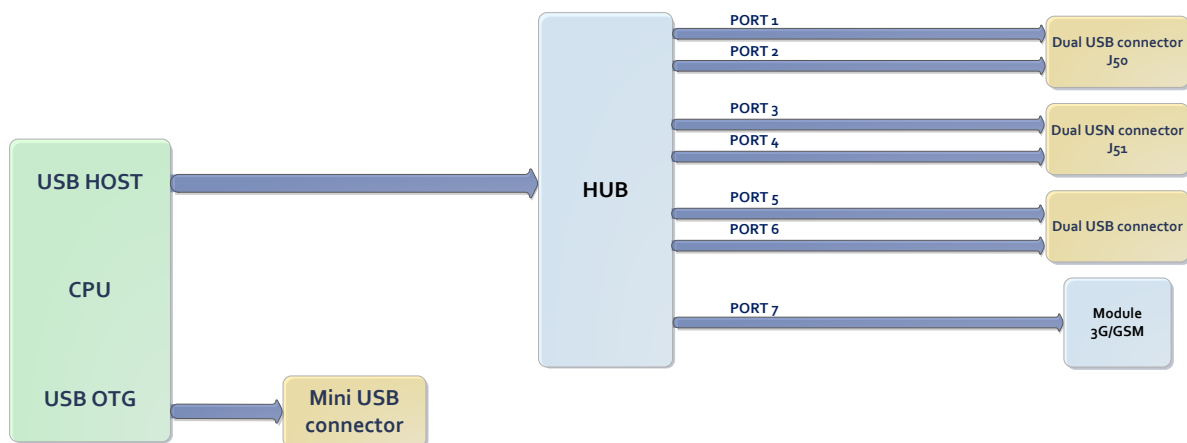 PORT 1
Dual USB connector
J50
PORT 2
PORT 3
Dual USN connector
J51
PORT 4
USB HOST
HUB
PORT 5
Dual USB connector
PORT 6
CPU
PORT 7
Module
3G/GSM
USB OTG
Mini USB
connector